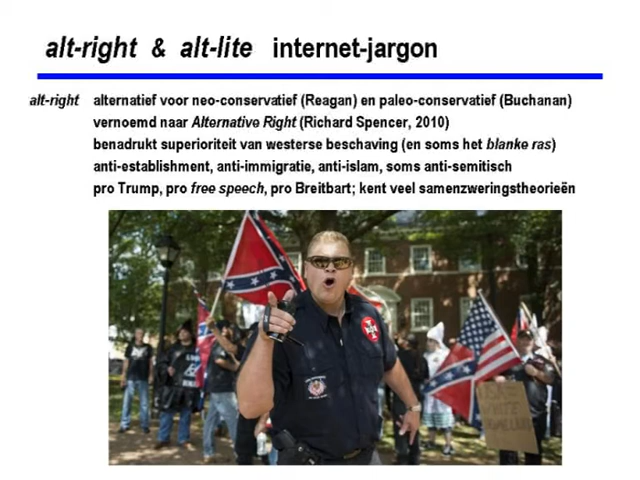 alt-right & alt-lite internet-jargon
alt-right alternatief voor neo-conservatief (Reagan) en paleo-conservatief (Buchanan)
vernoemd naar Alternative Right (Richard Spencer, 2010)
benadrukt superioriteit van westerse beschaving (en soms het blanke ras)
anti-establishment, anti-immigratie, anti-islam, soms anti-semitisch
pro Trump, pro free speech, pro Breitbart; kent veel samenzweringstheorieën